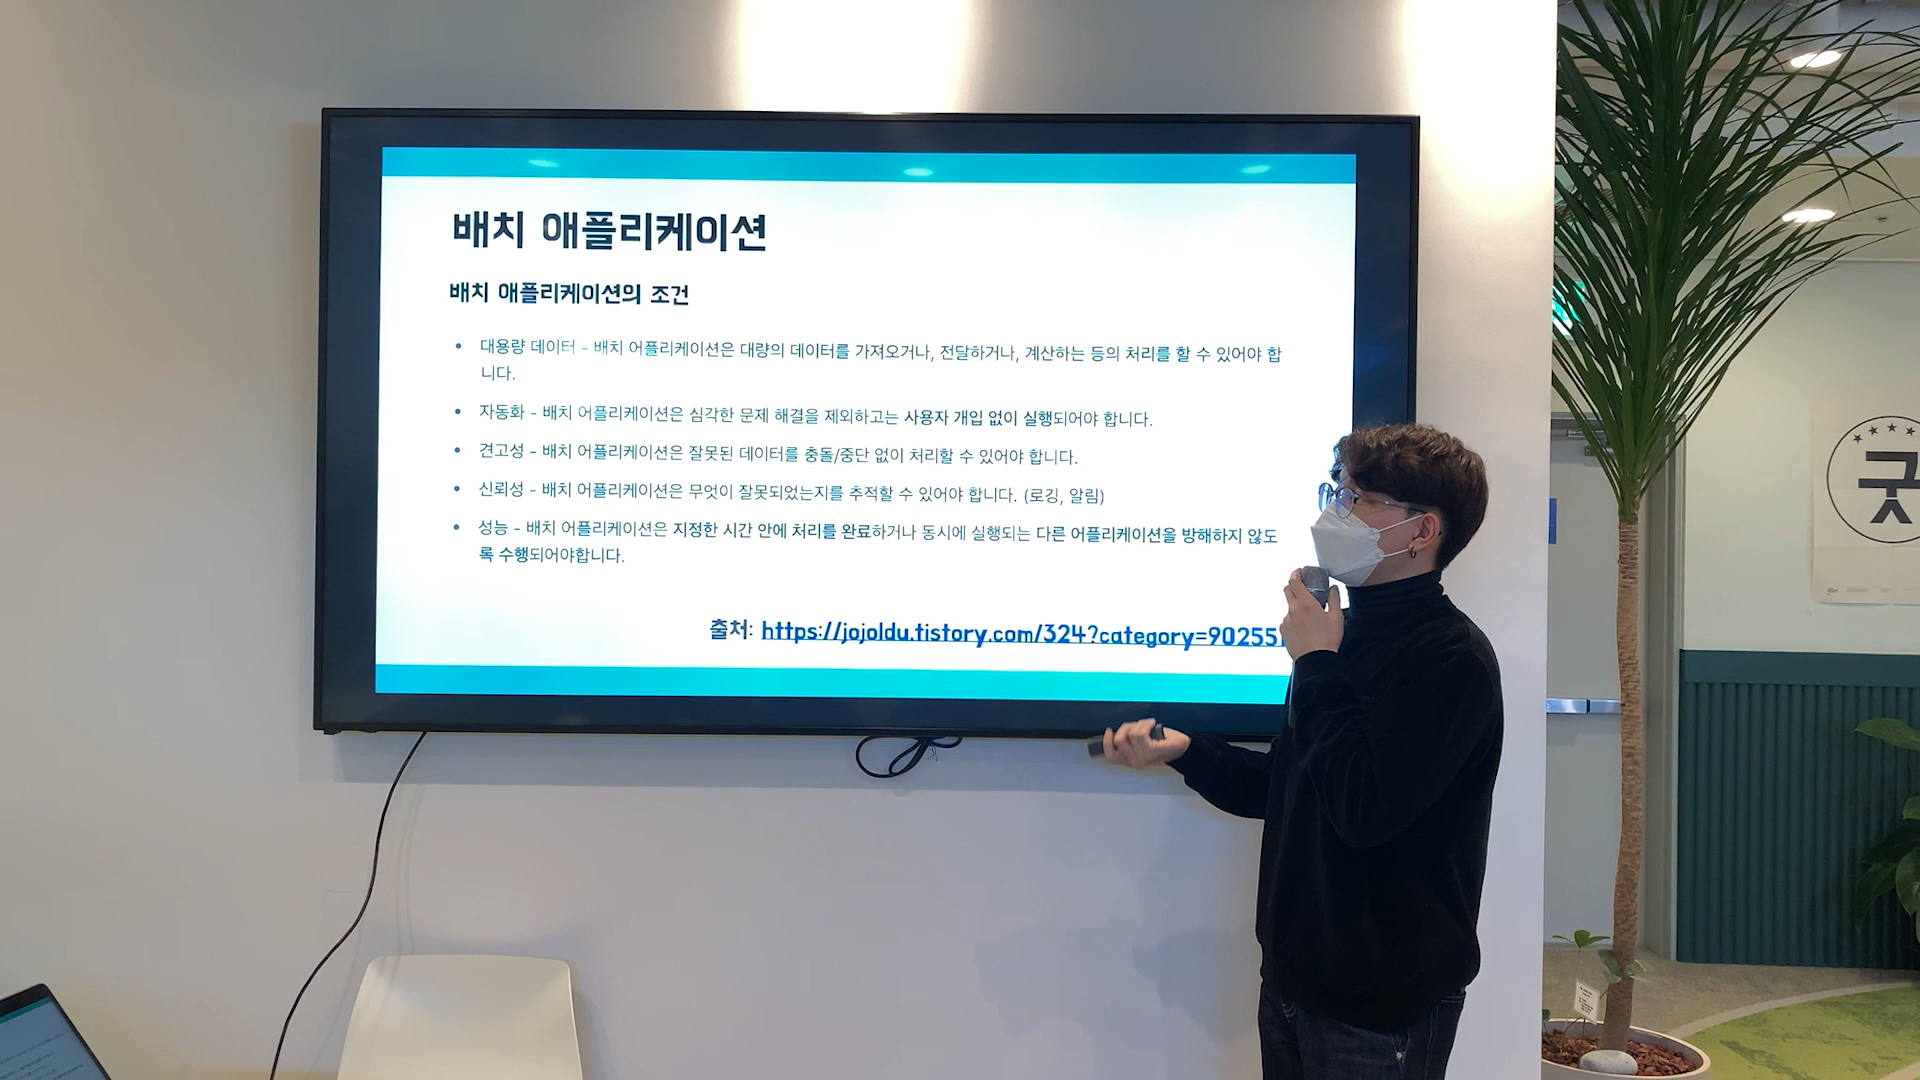 배치 애플리케이션
배치 애플리케이션의 조건
• 대용량 데이터 – 배치 어플리케이션은 대량의 데이터를 가져오거나, 전달하거나, 계산하는 등의 처리를 할 수 있어야 합
니다.
• 자동화 – 배치 어플리케이션은 심각한 문제 해결을 제외하고는 사용자 개입 없이 실행되어야 합니다.
• 견고성 – 배치 어플리케이션은 잘못된 데이터를 충돌/중단 없이 처리할 수 있어야 합니다.
• 신뢰성 – 배치 어플리케이션은 무엇이 잘못되었는지를 추적할 수 있어야 합니다. (로깅, 알림)
• 성능 – 배치 어플리케이션은 지정한 시간 안에 처리를 완료하거나 동시에 실행되는 다른 어플리케이션을 방해하지 않도
록 수행되어야합니다.
출처: https://jojoldu.tistory.com/324?category=90255
굿